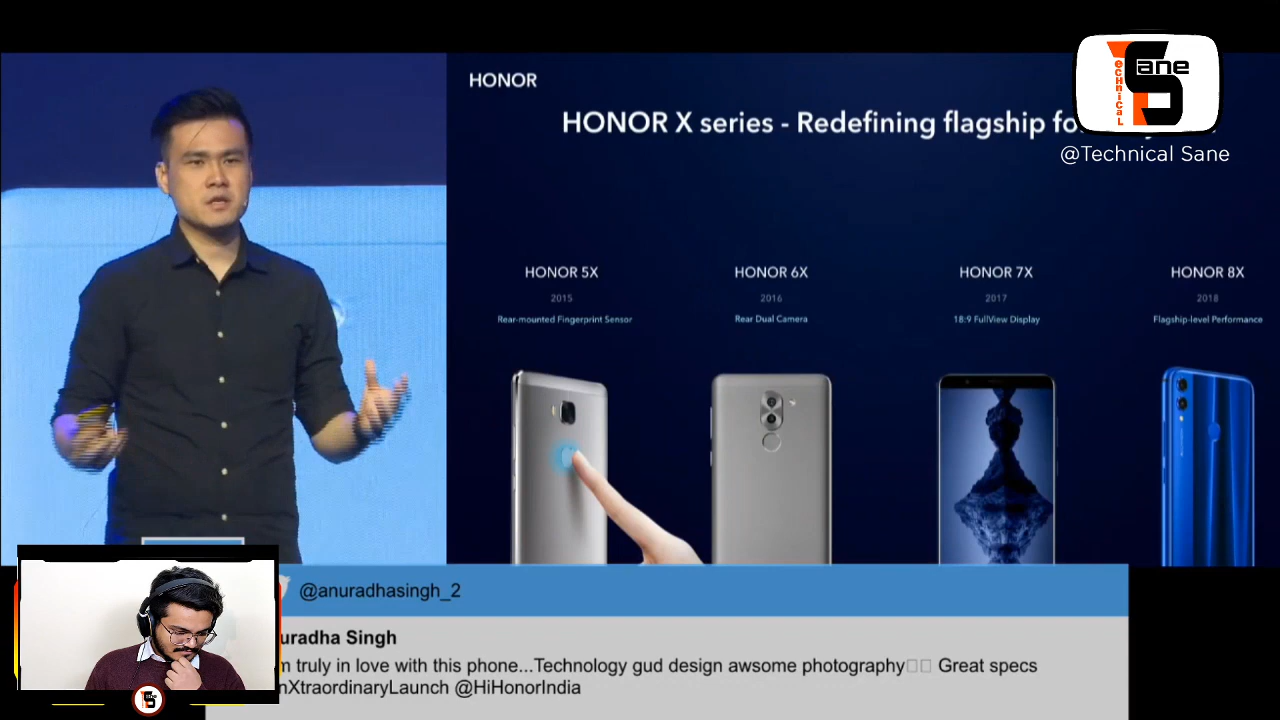 HONOR
HONOR X series - Redefining flagship
Technical
Sane
@Technical Sane
HONOR 5X
2015
Rear-mounted Fingerprint Sensor
HONOR 6X
2016
Rear Dual Camera
HONOR 7X
2017
18:9 FullView Display
HONOR 8X
2018
Flagship-level Performance
@anuradhasingh_2
uradha Singh
truly in love with this phone...Technology gud design awsome photography Great specs
nXtraordinaryLaunch @HiHonorIndia